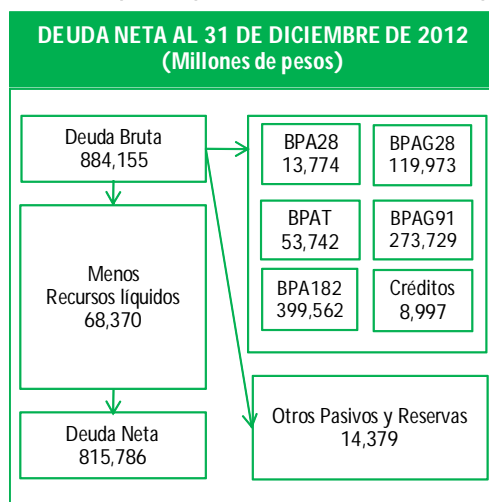 DEUDA NETA AL 31 DE DICIEMBRE DE 2012
(Millones de pesos)
Deuda Bruta
884,155
BPA28
13,774
BPAG28
119,973
BPAT
53,742
BPAG91
273,729
Menos
Recursos líquidos
68,370
BPA182
399,562
Créditos
8,997
Deuda Neta
815,786
Otros Pasivos y Reservas
14,379